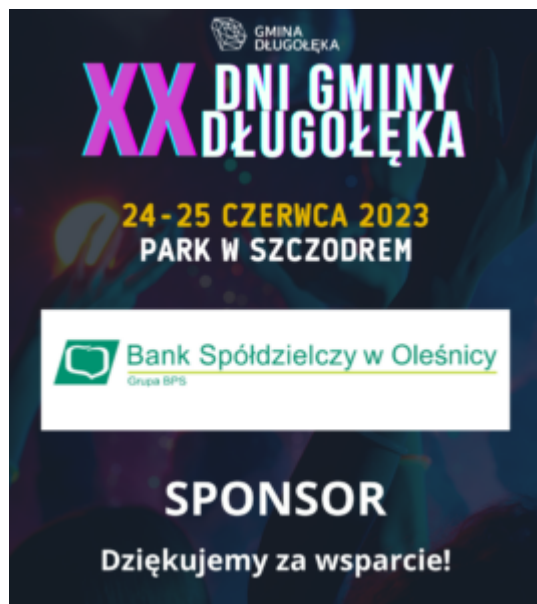 GMINA
DŁUGOŁĘKA
XX DNI GMINY
DŁUGOŁĘKA
24-25 CZERWCA 2023
PARK W SZCZODREM
Bank Spółdzielczy w Oleśnicy
Grupa BPS
SPONSOR
Dziękujemy za wsparcie!